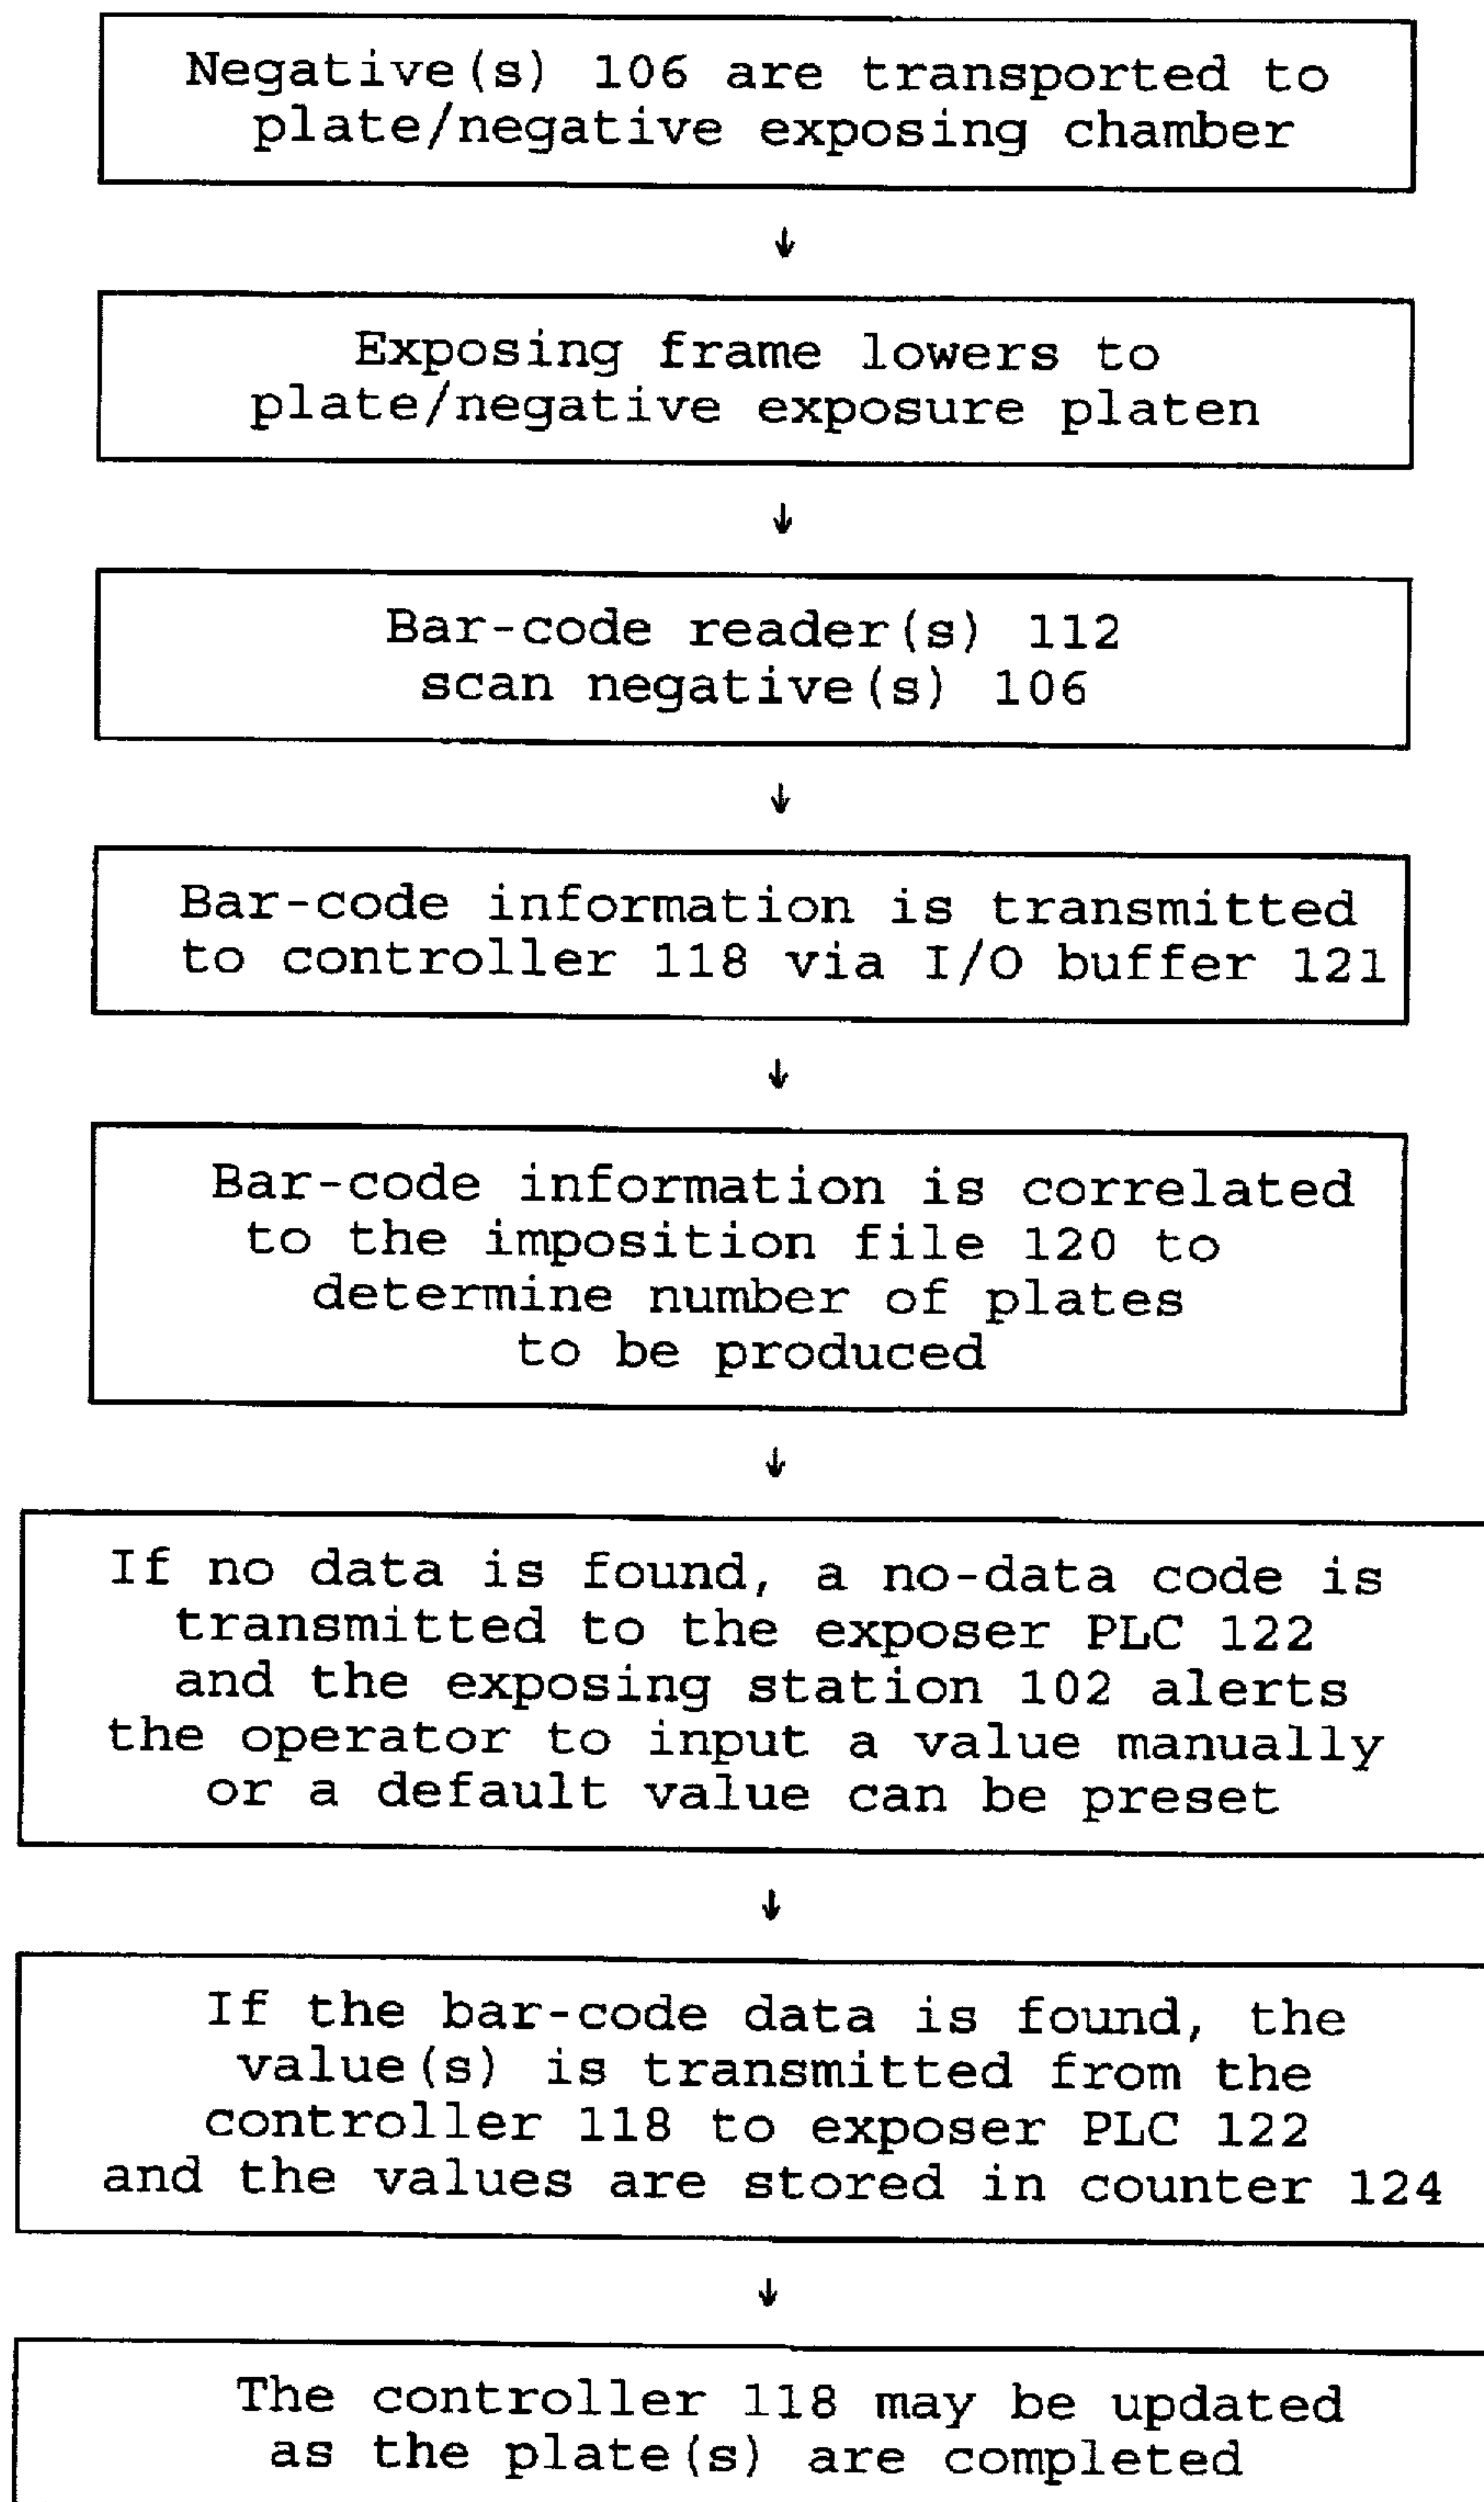 Negative(s) 106 are transported to
plate/negative exposing chamber
Exposing frame lowers to
plate/negative exposure platen
Bar-code reader(s) 112
scan negative(s) 106
Bar-code information is transmitted
to controller 118 via I/O buffer 121
Bar-code information is correlated
to the imposition file 120 to
determine number of plates
to be produced
If no data is found, a no-data code is
transmitted to the exposer PLC 122
and the exposing station 102 alerts
the operator to input a value manually
or a default value can be preset
If the bar-code data is found, the
value(s) is transmitted from the
controller 118 to exposer PLC 122
and the values are stored in counter 124
The controller 118 may be updated
as the plate(s) are completed